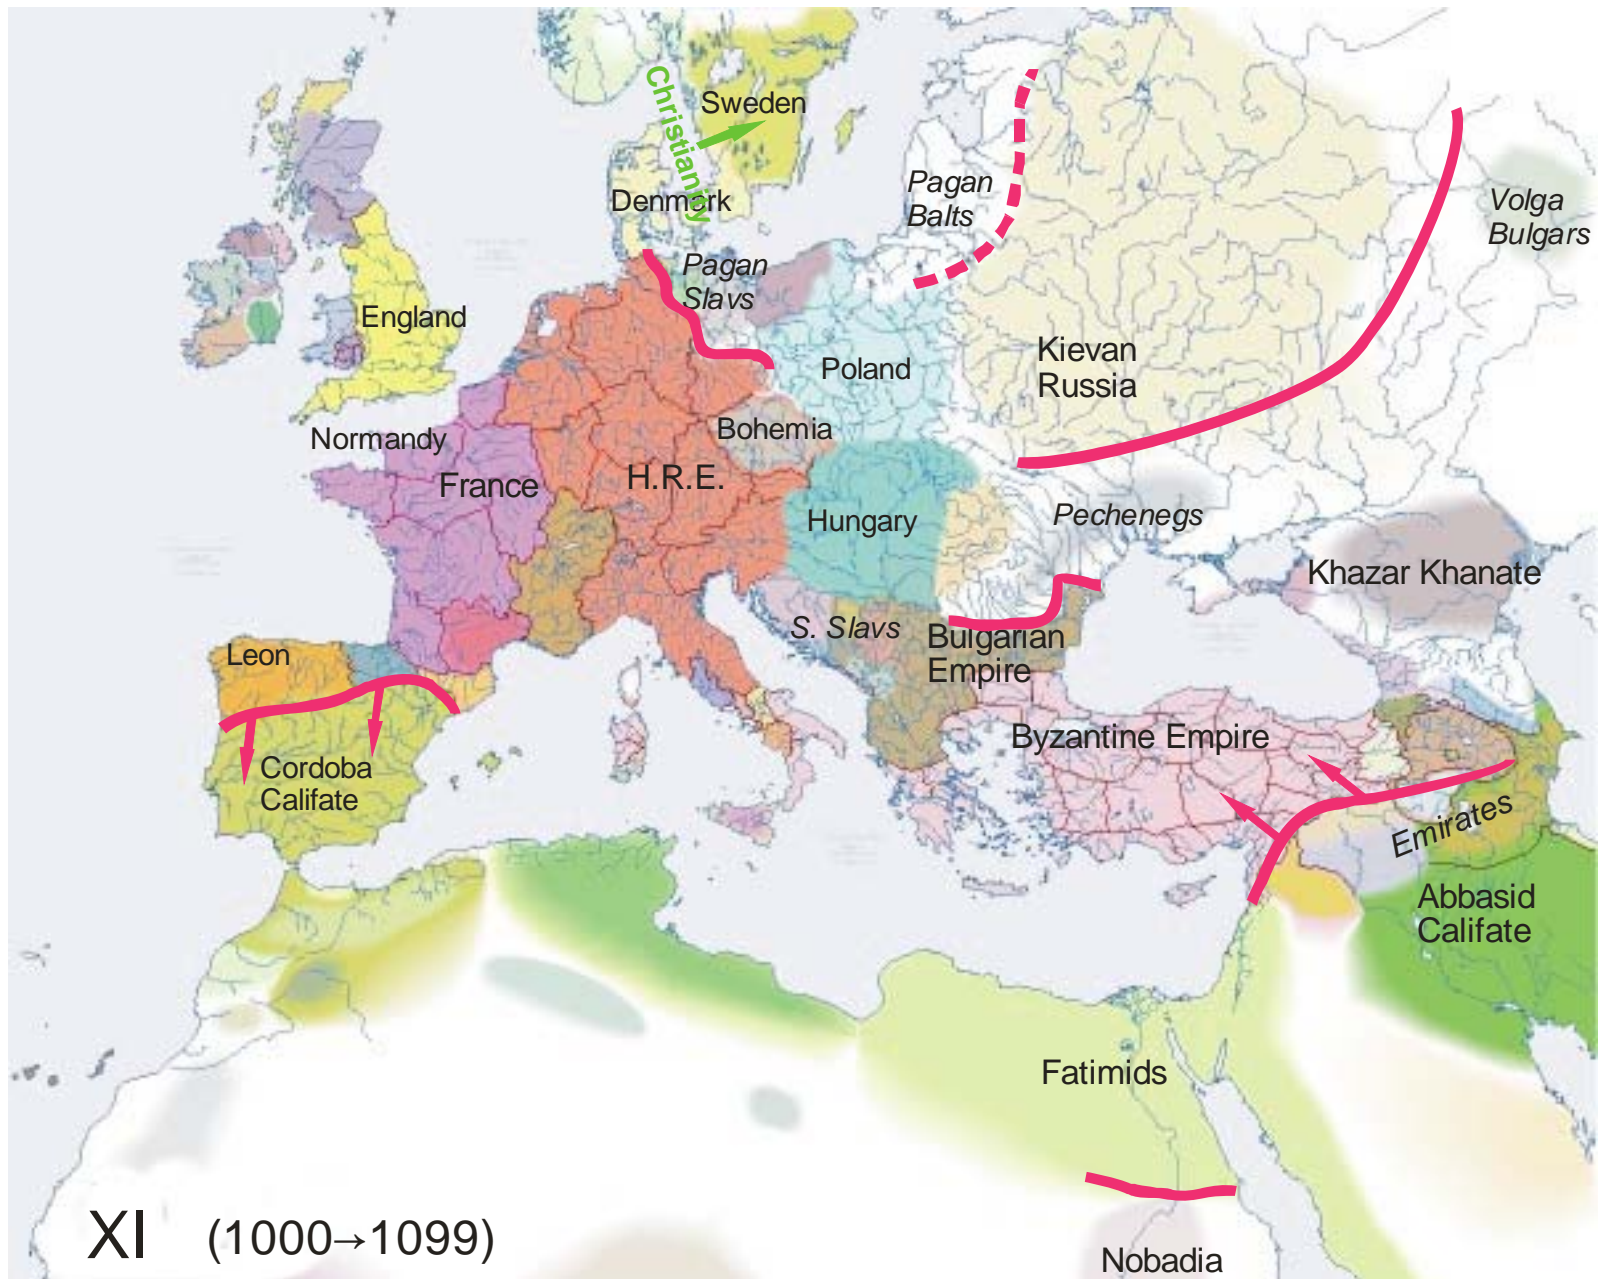 Christianity
Sweden
Denmark
Pagan
Balts
Volga
Bulgars
Pagan
Slavs
England
Kievan
Russia
Poland
Normandy
Bohemia
France
H.R.E.
Hungary
Pechenegs
Khazar Khanate
S. Slavs
Bulgarian
Empire
Leon
Byzantine Empire
Cordoba
Califate
Emirates
Abbasid
Califate
Fatimids
XI (1000→1099)
Nobadia